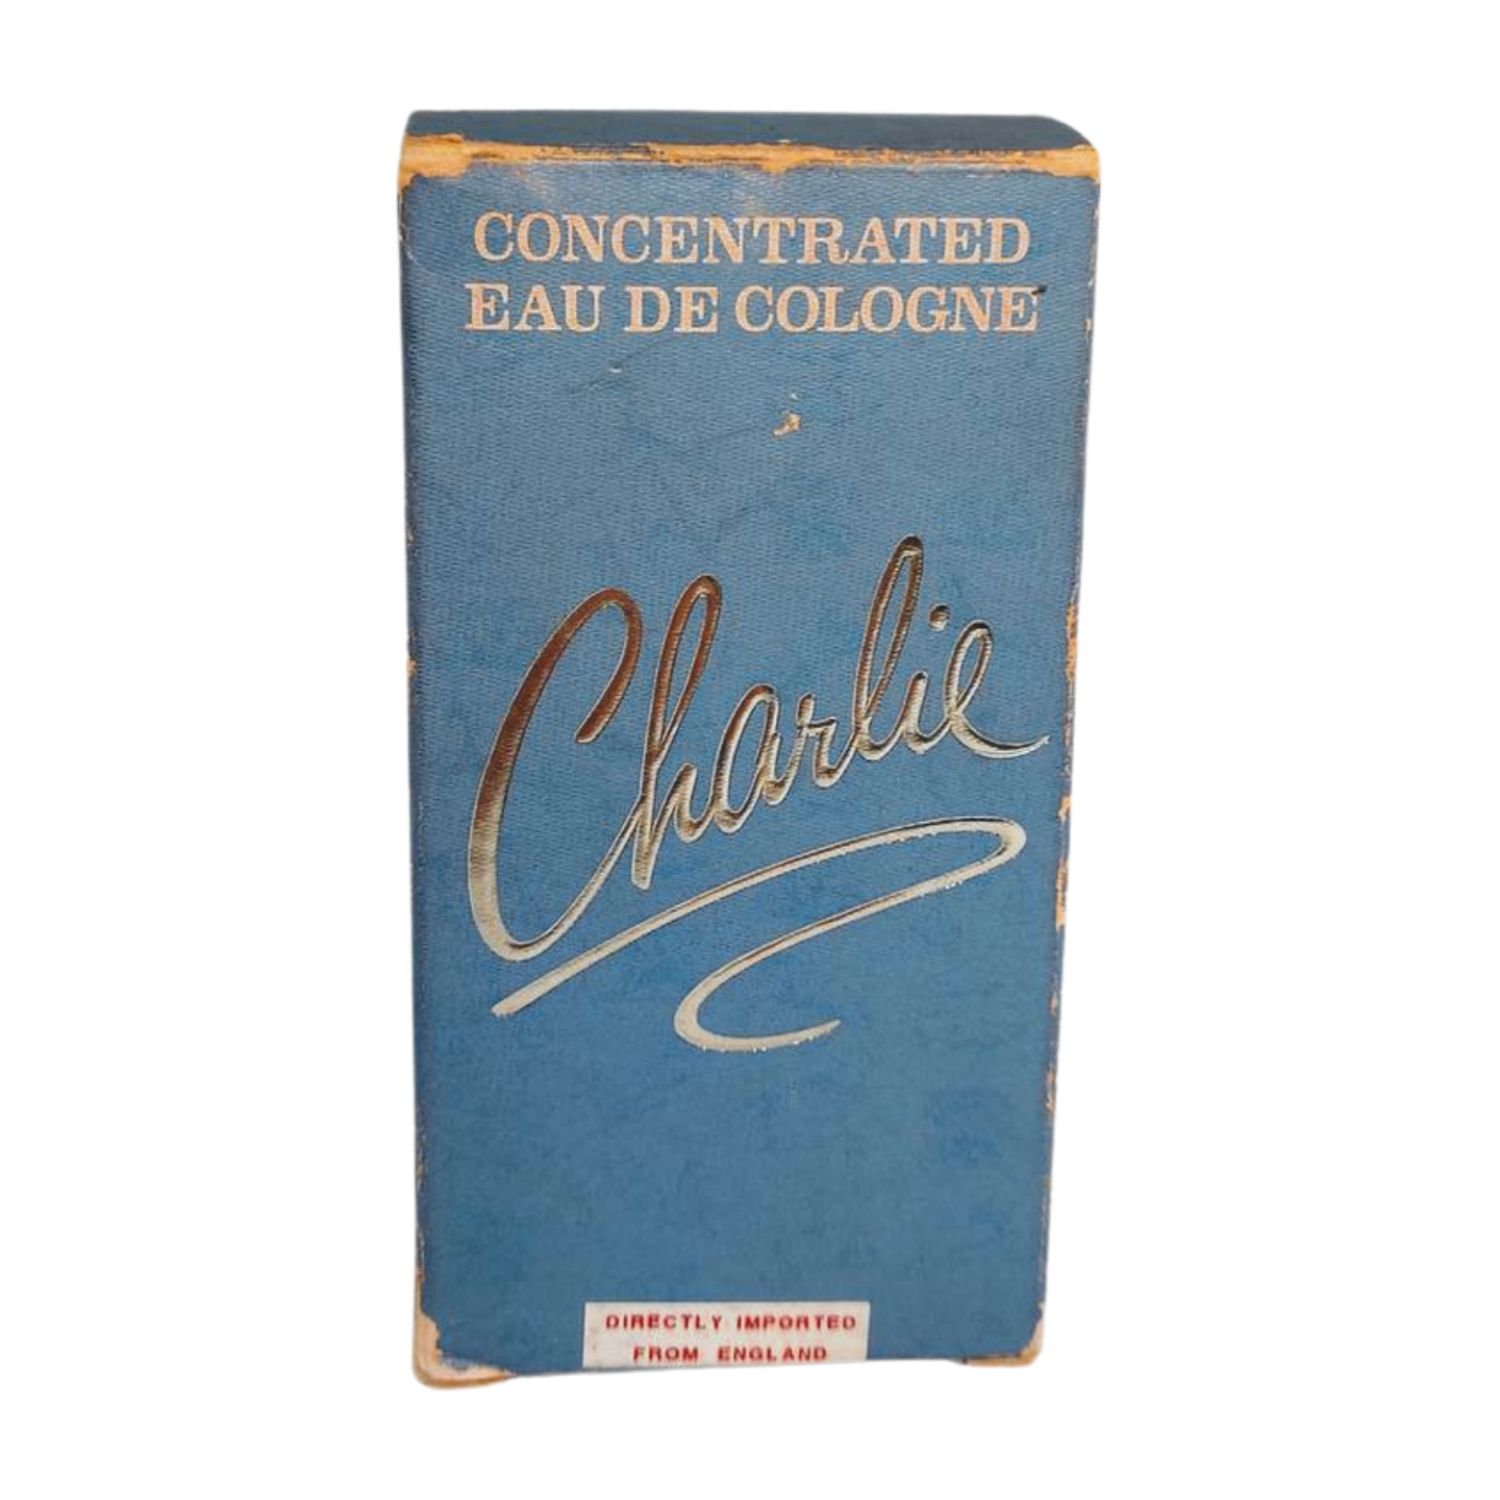 CONCENTRATED
EAU DE COLOGNE
Charlie
DIRECTLY IMPORTED
FROM ENGLAND